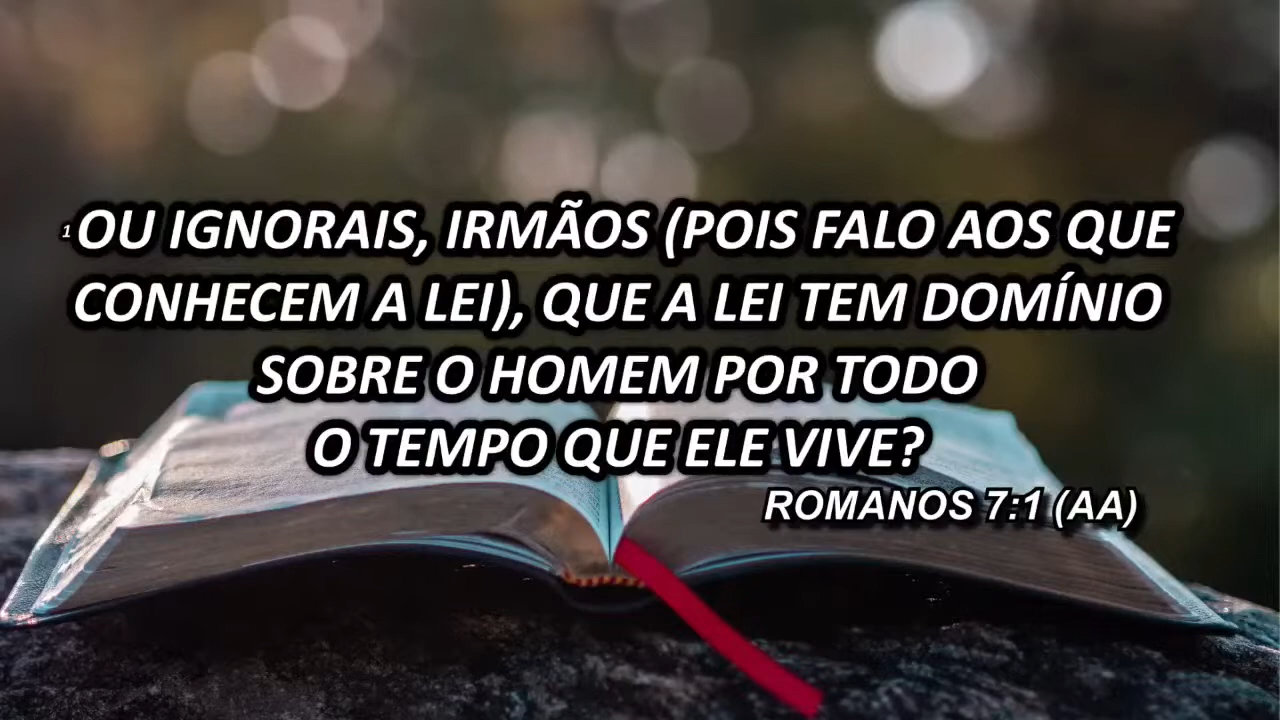 1 OU IGNORAIS, IRMÃOS (POIS FALO AOS QUE
CONHECEM A LEI), QUE A LEI TEM DOMÍNIO
SOBRE O HOMEM POR TODO
O TEMPO QUE ELE VIVE?
ROMANOS 7:1 (AA)